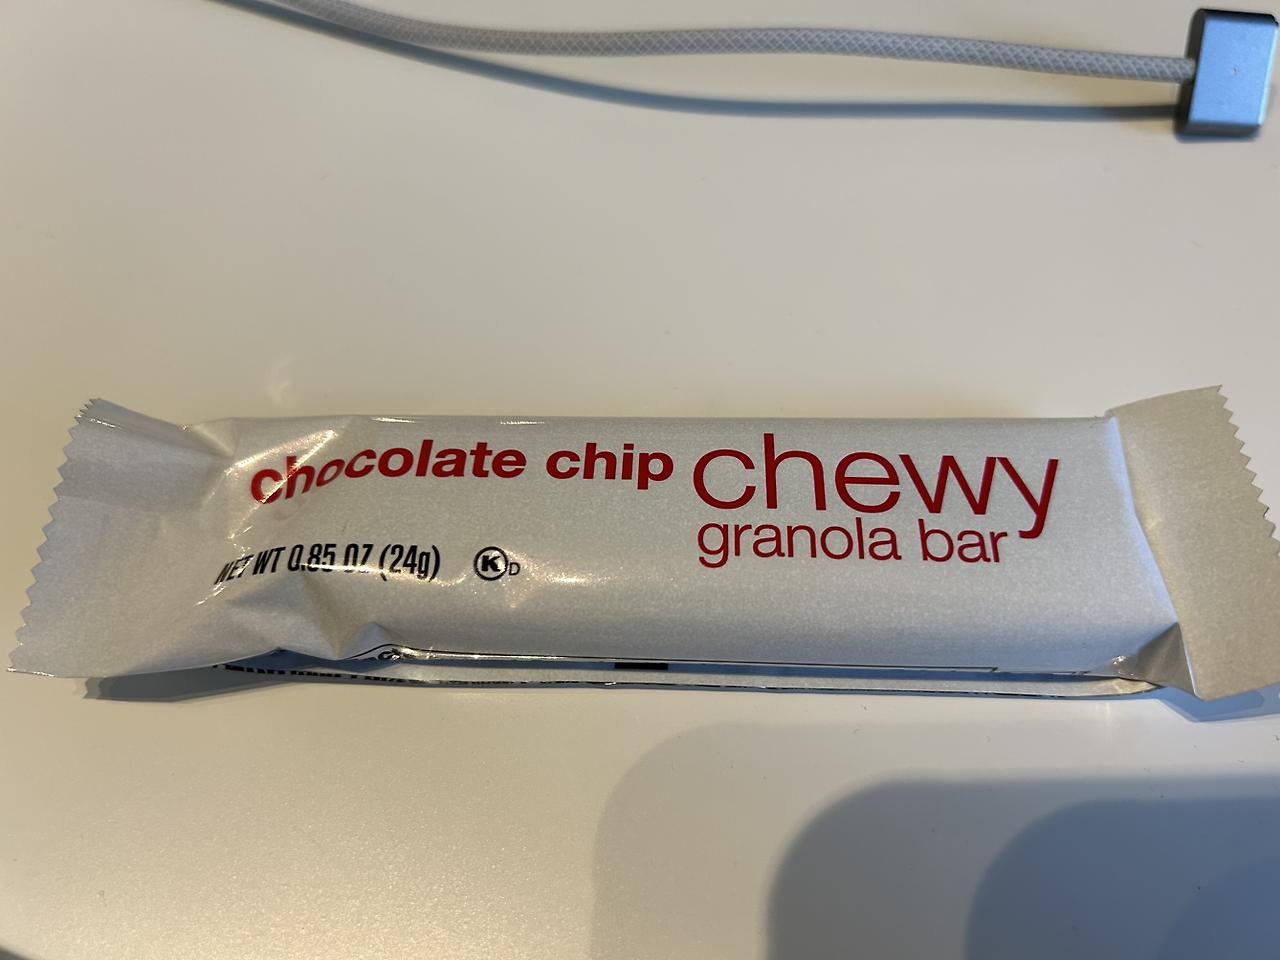 chocolate chip chewy
granola bar
NET WT 0.85 OZ (24g) K D